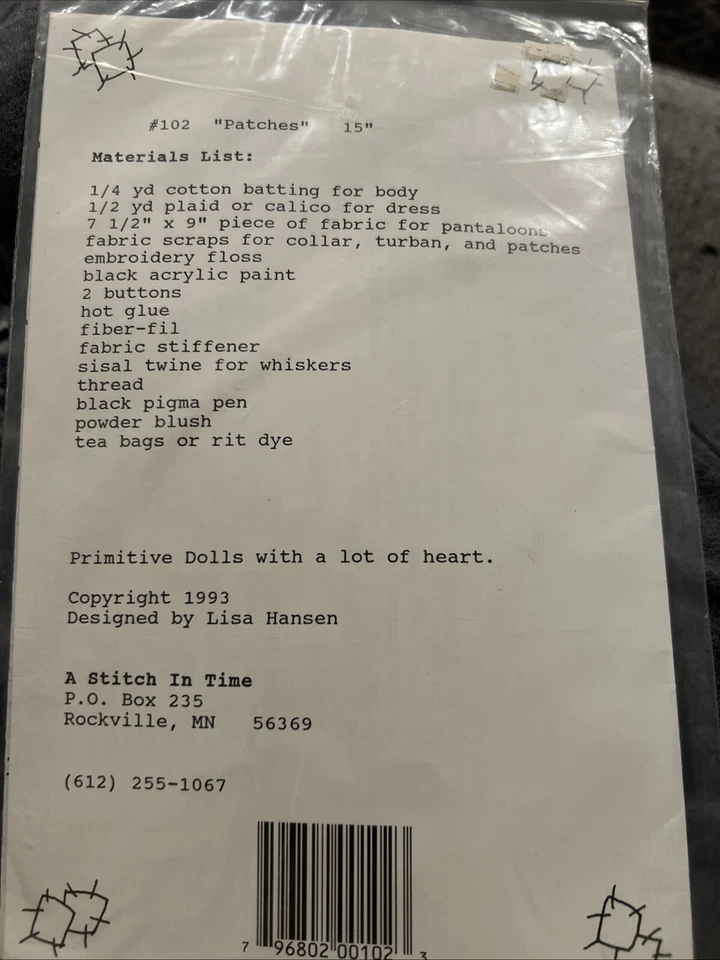 #102 "Patches" 15"
Materials List:
1/4 yd cotton batting for body
1/2 yd plaid or calico for dress
7 1/2" x 9" piece of fabric for pantaloons
fabric scraps for collar, turban, and patches
embroidery floss
black acrylic paint
2 buttons
hot glue
fiber-fil
fabric stiffener
sisal twine for whiskers
thread
black pigma pen
powder blush
tea bags or rit dye
Primitive Dolls with a lot of heart.
Copyright 1993
Designed by Lisa Hansen
A Stitch In Time
P.O. Box 235
Rockville, MN 56369
(612) 255-1067
7 96802 00102 3